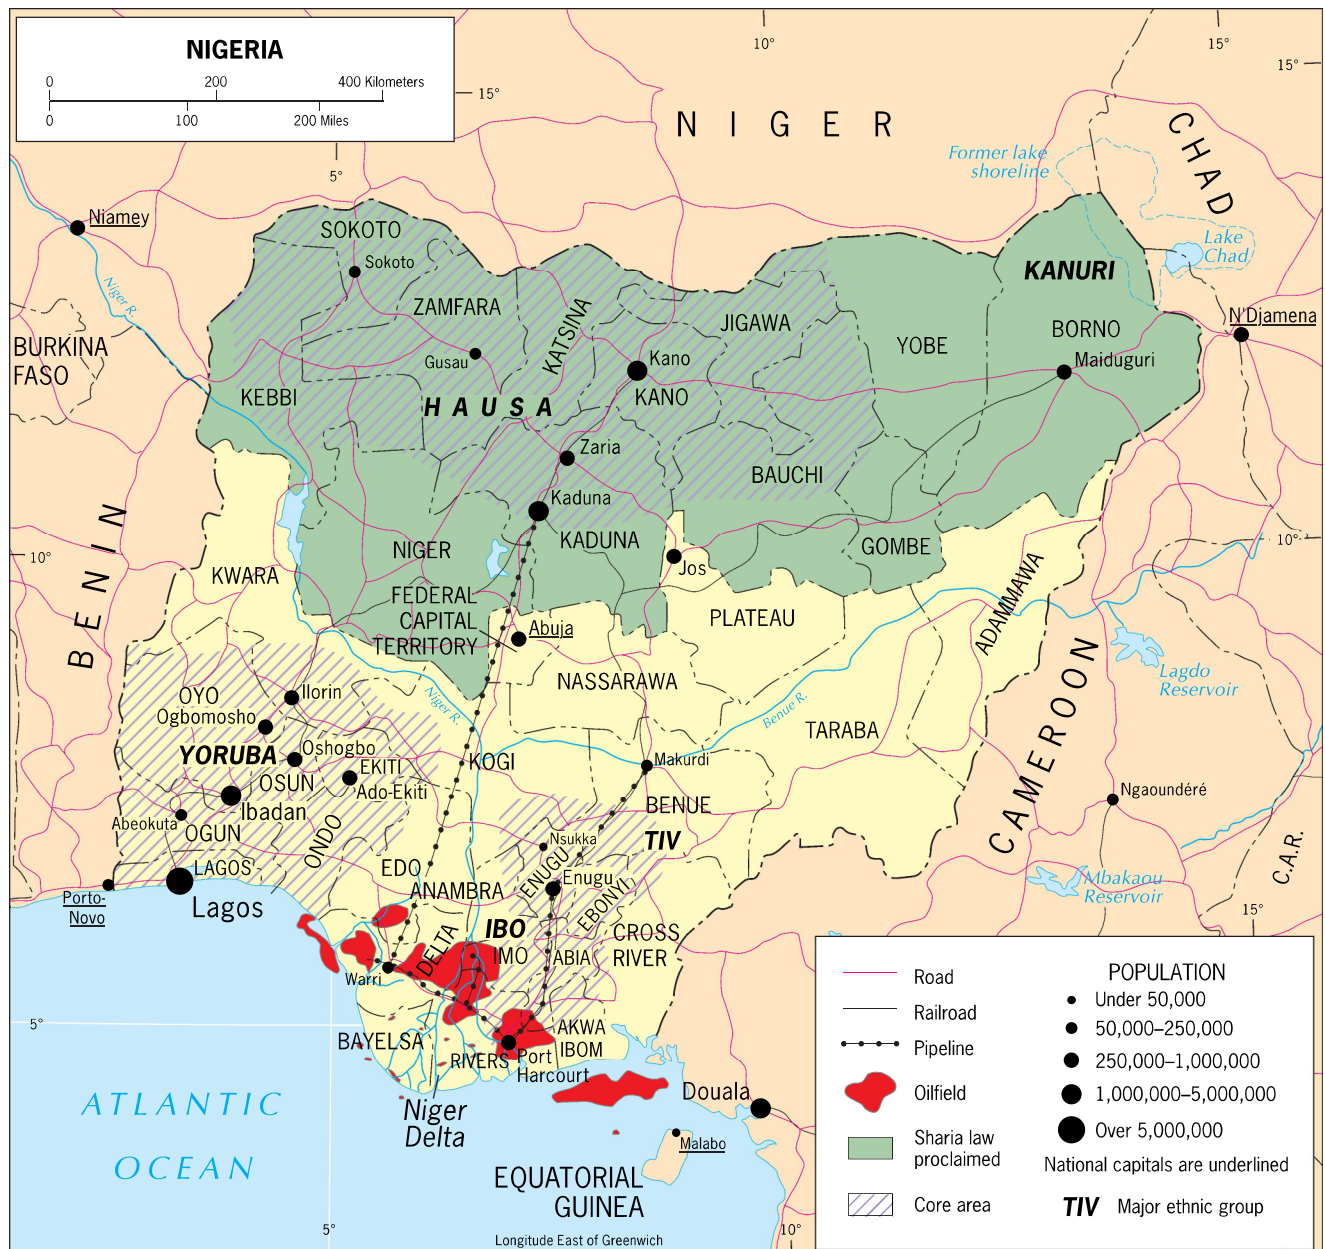 NIGERIA
0 200 400 Kilometers
0 100 200 Miles
10°
15°
15°
15°
5°
NIGER
CHAD
Former lake
shoreline
Niamey
SOKOTO
Sokoto
Lake
Chad
KANURI
Niger R.
ZAMFARA
KATSINA
JIGAWA
BORNO
N'Djamena
BURKINA
FASO
Gusau
Kano
YOBE
Maiduguri
KEBBI
HAUSA
KANO
Zaria
BAUCHI
Kaduna
BENIN
10°
NIGER
KADUNA
GOMBE
10°
KWARA
Jos
FEDERAL
CAPITAL
TERRITORY
Abuja
PLATEAU
ADAMMAWA
CAMEROON
Lagdo
Reservoir
OYO
Ilorin
Ogbomosho
Niger R.
NASSARAWA
Benue R.
TARABA
YORUBA
Oshogbo
EKITI
OSUN
Ado-Ekiti
KOGI
Makurdi
Ngaoundéré
Ibadan
Abeokuta
OGUN
ONDO
BENUE
TIV
Nsukka
C.A.R.
LAGOS
EDO
ANAMBRA
ENUGU
Enugu
EBONYI
Mbakaou
Reservoir
Porto-
Novo
Lagos
IBO
IMO
DELTA
ABIA
CROSS
RIVER
15°
Warri
5°
BAYELSA
RIVERS
Port
Harcourt
AKWA
IBOM
Niger
Delta
Douala
Malabo
ATLANTIC
OCEAN
EQUATORIAL
GUINEA
5°
10°
Longitude East of Greenwich
Road
Railroad
Pipeline
Oilfield
Sharia law
proclaimed
Core area
POPULATION
Under 50,000
50,000–250,000
250,000–1,000,000
1,000,000–5,000,000
Over 5,000,000
National capitals are underlined
TIV Major ethnic group